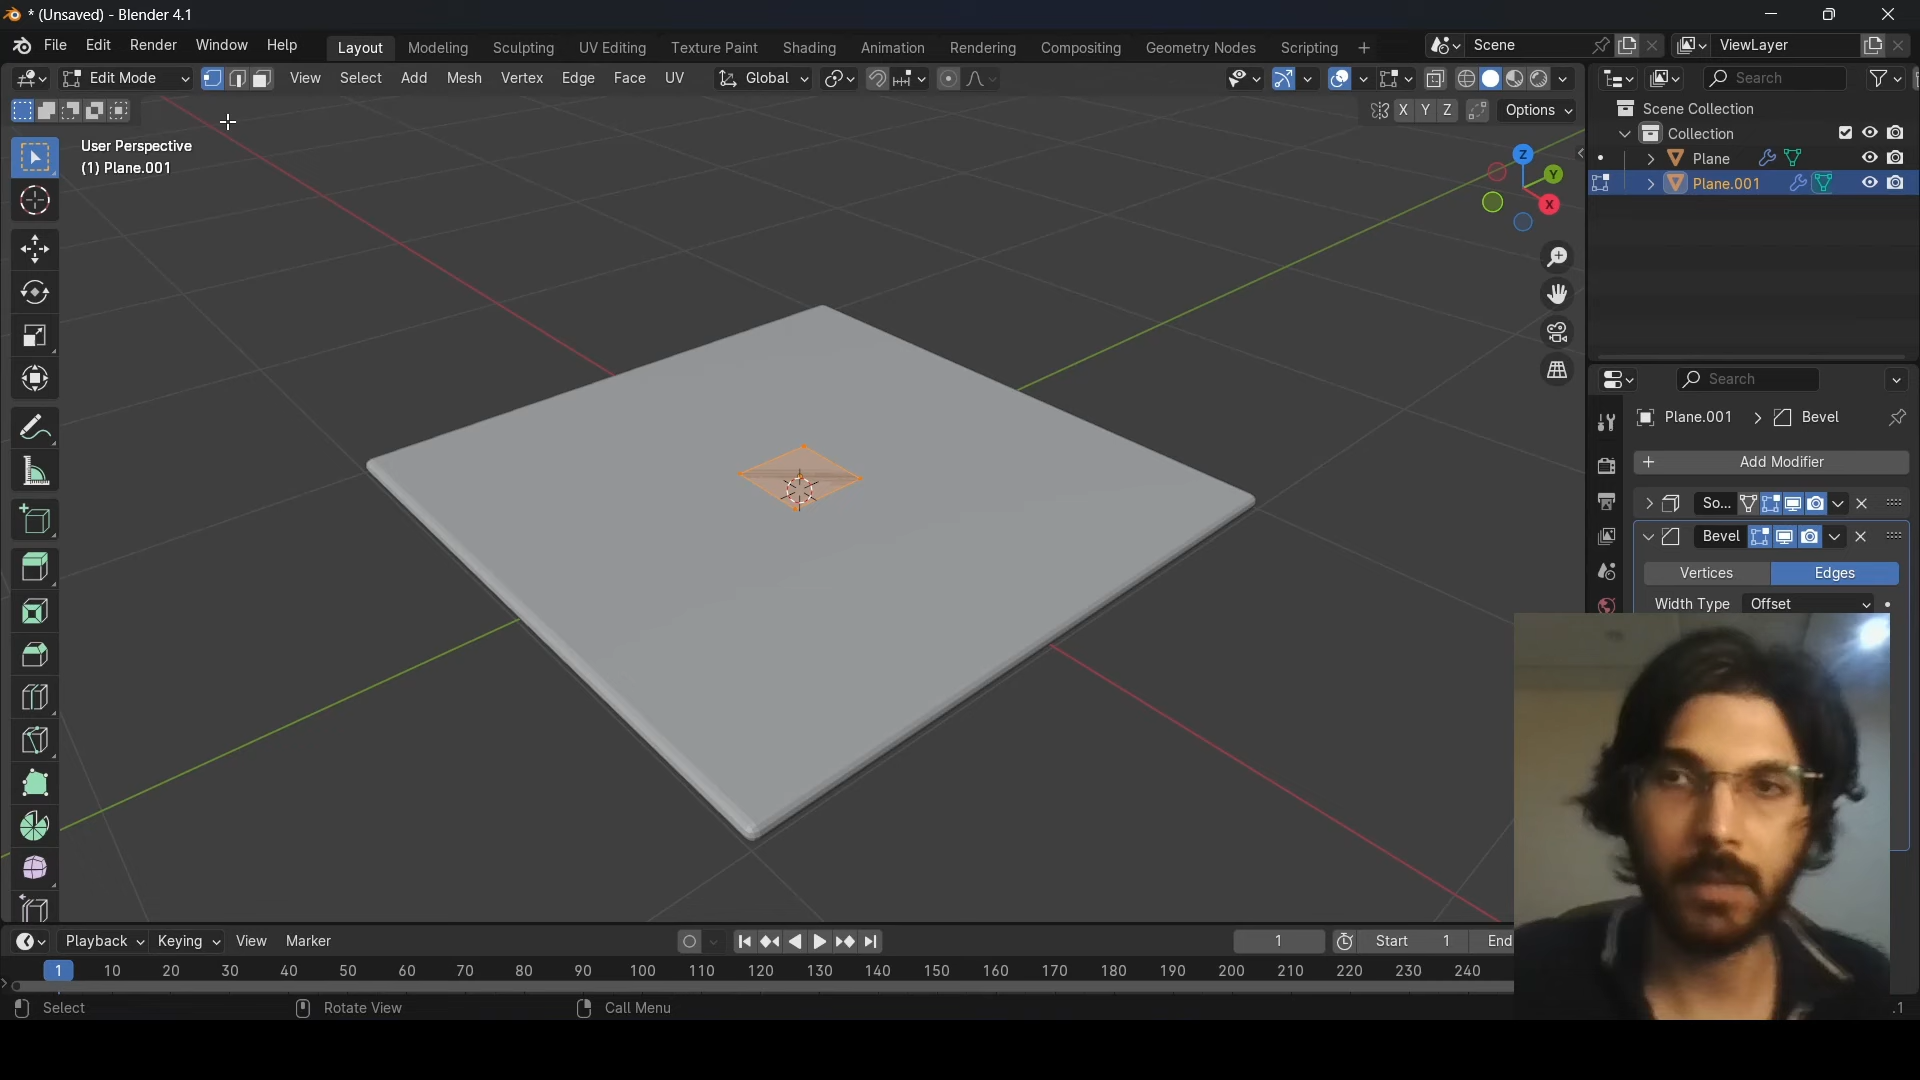 * (Unsaved) - Blender 4.1
File Edit Render Window Help Layout Modeling Sculpting UV Editing Texture Paint Shading Animation Rendering Compositing Geometry Nodes Scripting + Scene ViewLayer
Edit Mode View Select Add Mesh Vertex Edge Face UV Global Search
X Y Z Options
User Perspective
(1) Plane.001
Z
Y
X
Scene Collection
Collection
Plane
Plane.001
Search
Plane.001 > Bevel
+ Add Modifier
So...
Bevel
Vertices Edges
Width Type Offset
Playback Keying View Marker 1 Start 1 End
1 10 20 30 40 50 60 70 80 90 100 110 120 130 140 150 160 170 180 190 200 210 220 230 240
Select Rotate View Call Menu .1